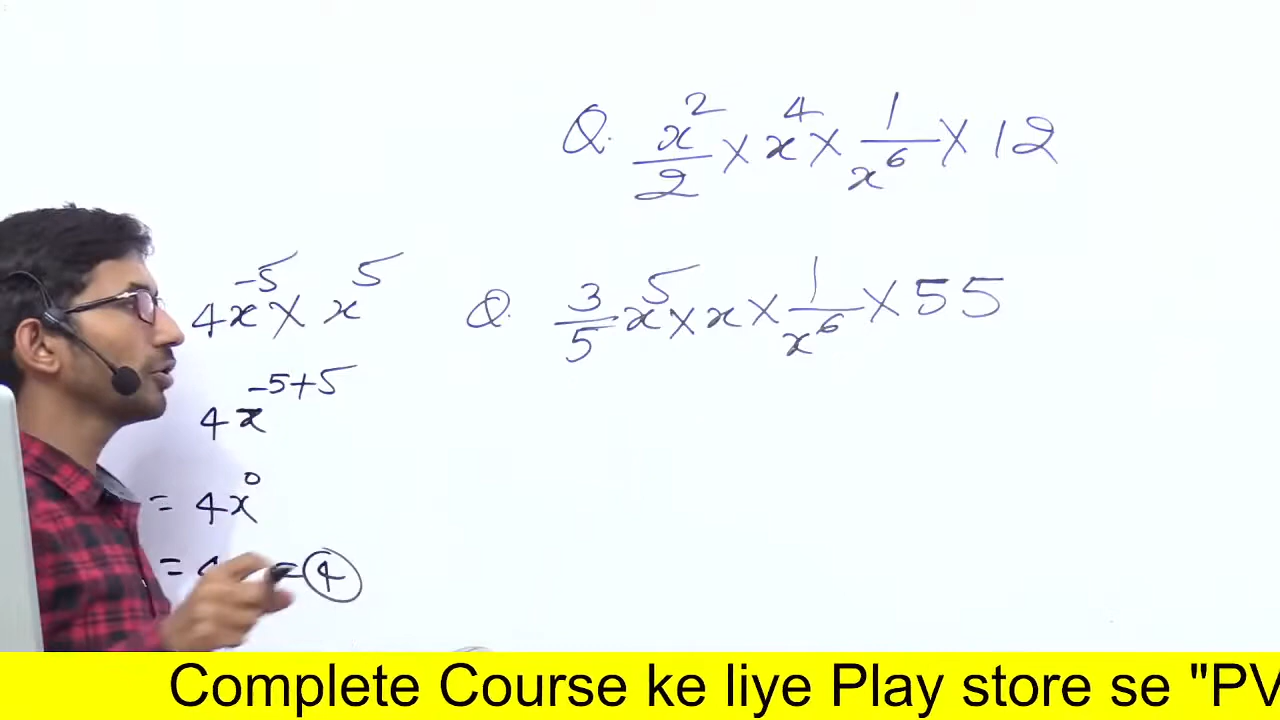 Q. x²/2 × x⁴ × 1/x⁶ × 12
Q. 3/5 x⁵ × x × 1/x⁶ × 55
4x⁻⁵ × x⁵
4x⁻⁵⁺⁵
= 4x⁰
= 4 = 4
Complete Course ke liye Play store se "PV